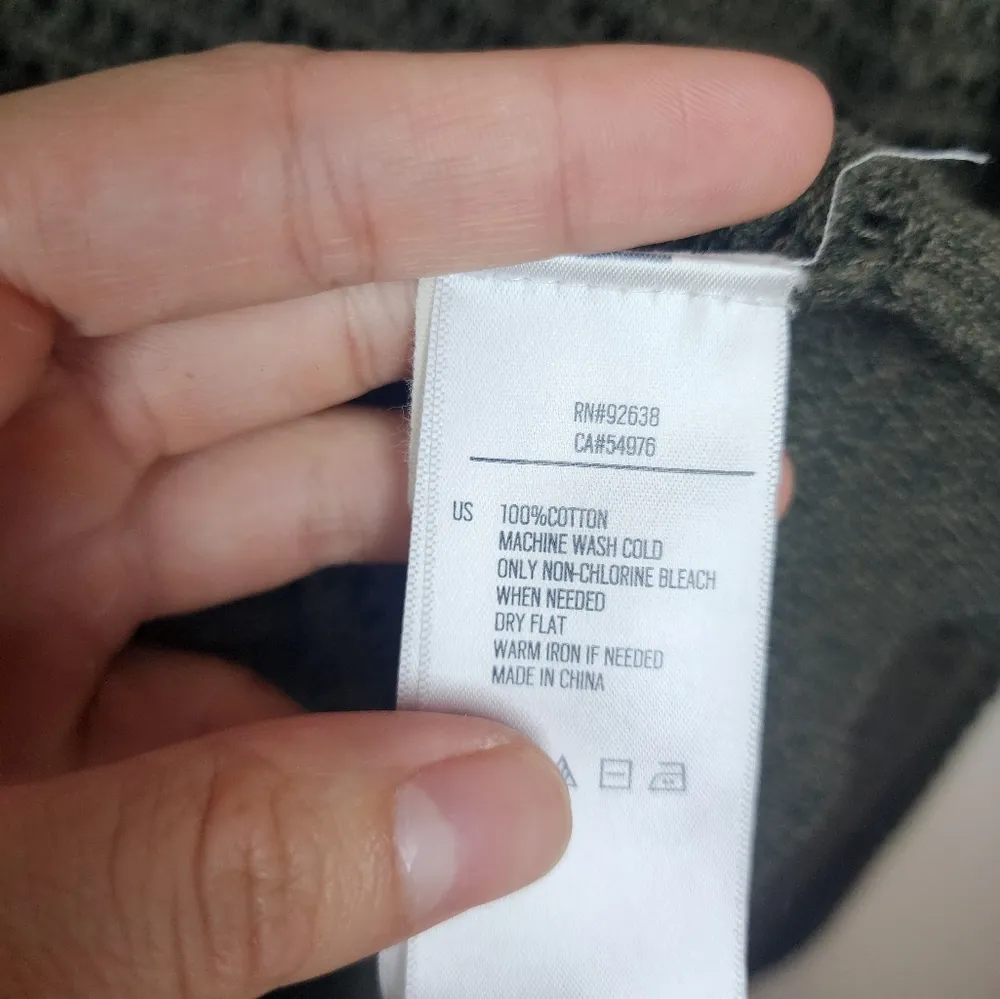 RN#92638
CA#54976
US 100%COTTON
MACHINE WASH COLD
ONLY NON-CHLORINE BLEACH
WHEN NEEDED
DRY FLAT
WARM IRON IF NEEDED
MADE IN CHINA